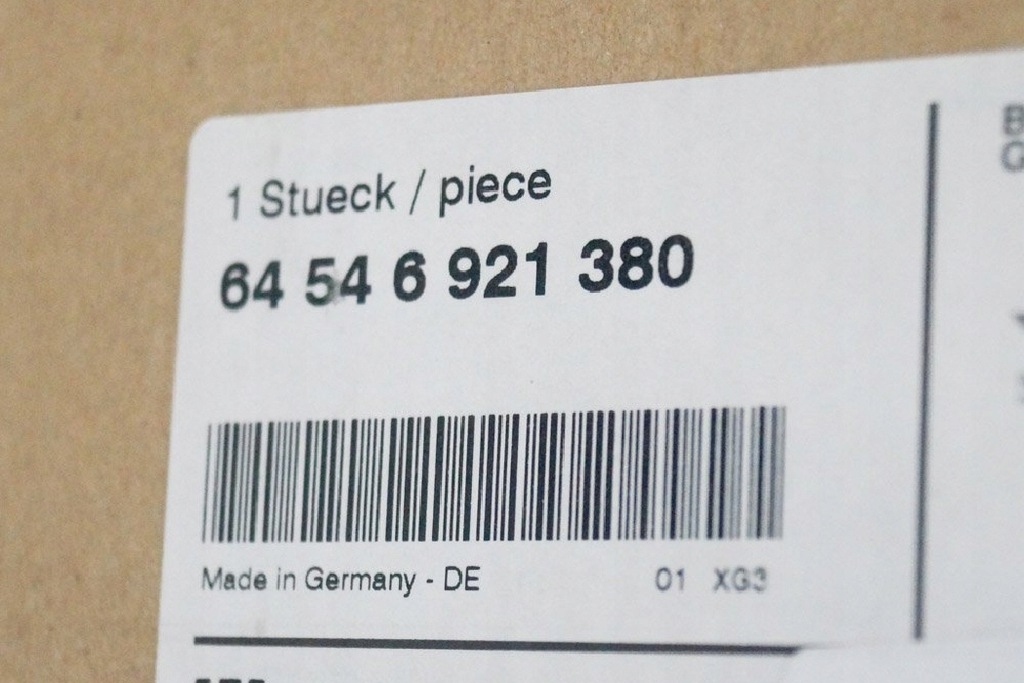 1 Stueck / piece
64 54 6 921 380
Made in Germany - DE 01 XG3